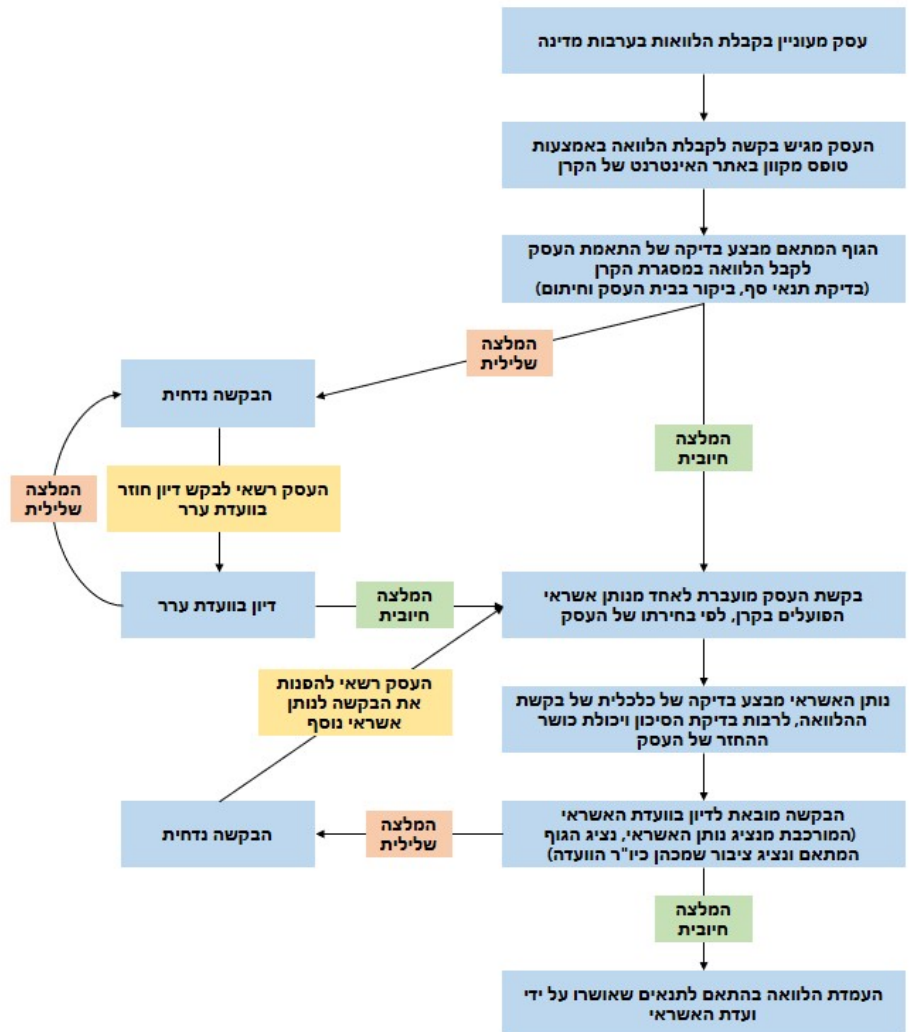 עסק מעוניין בקבלת הלוואות בערבות מדינה
העסק מגיש בקשה לקבלת הלוואה באמצעות
טופס מקוון באתר האינטרנט של הקרן
הגוף המתאם מבצע בדיקה של התאמת העסק
לקבל הלוואה במסגרת הקרן
(בדיקת תנאי סף, ביקור בבית העסק וחיתום)
המלצה
שלילית
הבקשה נדחית
המלצה
חיובית
העסק רשאי לבקש דיון חוזר
בוועדת ערר
המלצה
שלילית
דיון בוועדת ערר
המלצה
חיובית
בקשת העסק מועברת לאחד מנותן אשראי
הפועלים בקרן, לפי בחירתו של העסק
העסק רשאי להפנות
את הבקשה לנותן
אשראי נוסף
נותן האשראי מבצע בדיקה של כלכלית של בקשת
ההלוואה, לרבות בדיקת הסיכון ויכולת כושר
ההחזר של העסק
הבקשה מובאת לדיון בוועדת האשראי
(המורכבת מנציג נותן האשראי, נציג הגוף
המתאם ונציג ציבור שמכהן כיו"ר הוועדה)
המלצה
שלילית
הבקשה נדחית
המלצה
חיובית
העמדת הלוואה בהתאם לתנאים שאושרו על ידי
ועדת האשראי